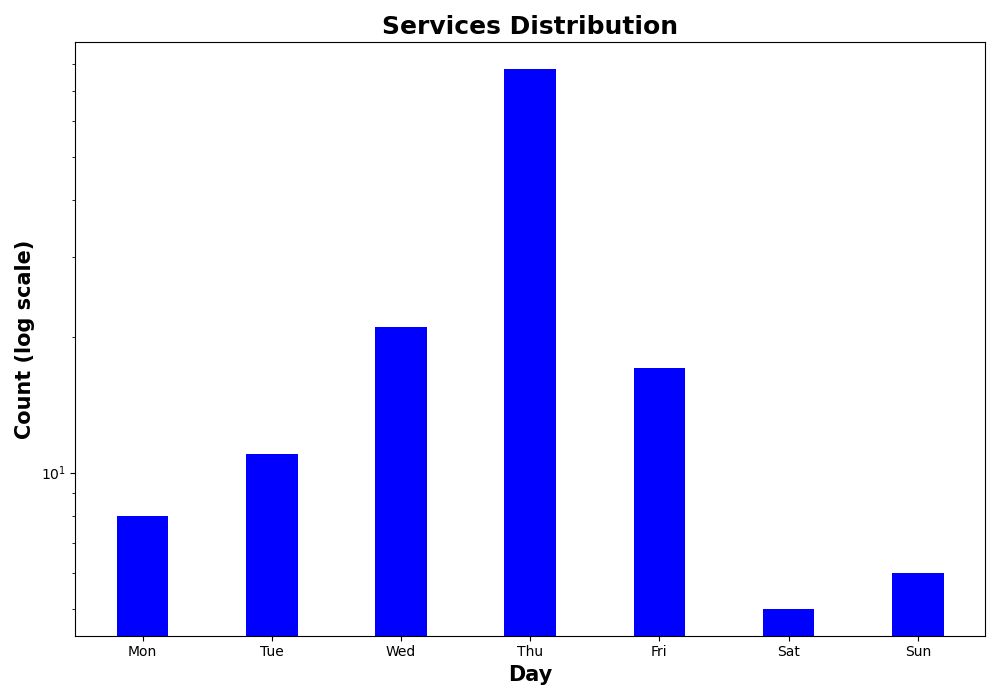 Services Distribution
Count (log scale)
10¹
Mon Tue Wed Thu Fri Sat Sun
Day